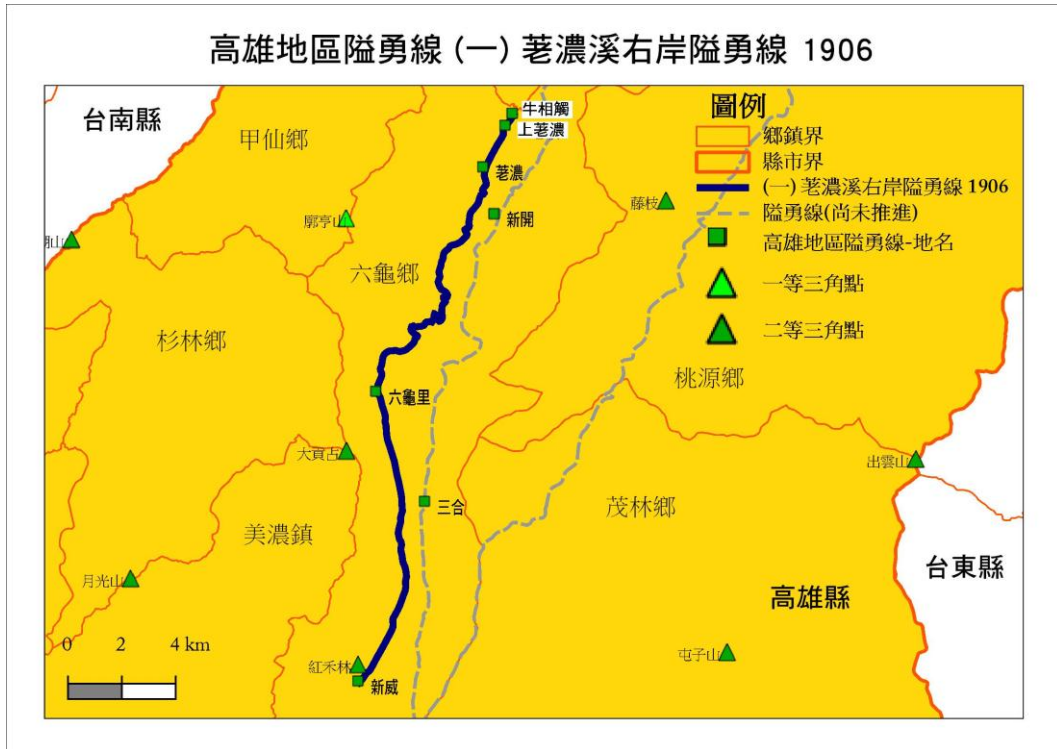 高雄地區隘勇線 (一) 荖濃溪右岸隘勇線 1906
台南縣
甲仙鄉
牛相觸
上荖濃
荖濃
新開
廓亭山
六龜鄉
藤枝
圖例
鄉鎮界
縣市界
(一) 荖濃溪右岸隘勇線 1906
隘勇線(尚未推進)
高雄地區隘勇線-地名
一等三角點
二等三角點
杉林鄉
六龜里
桃源鄉
大貢占
出雲山
三合
茂林鄉
美濃鎮
月光山
台東縣
高雄縣
屯子山
紅禾林
新威
0 2 4 km